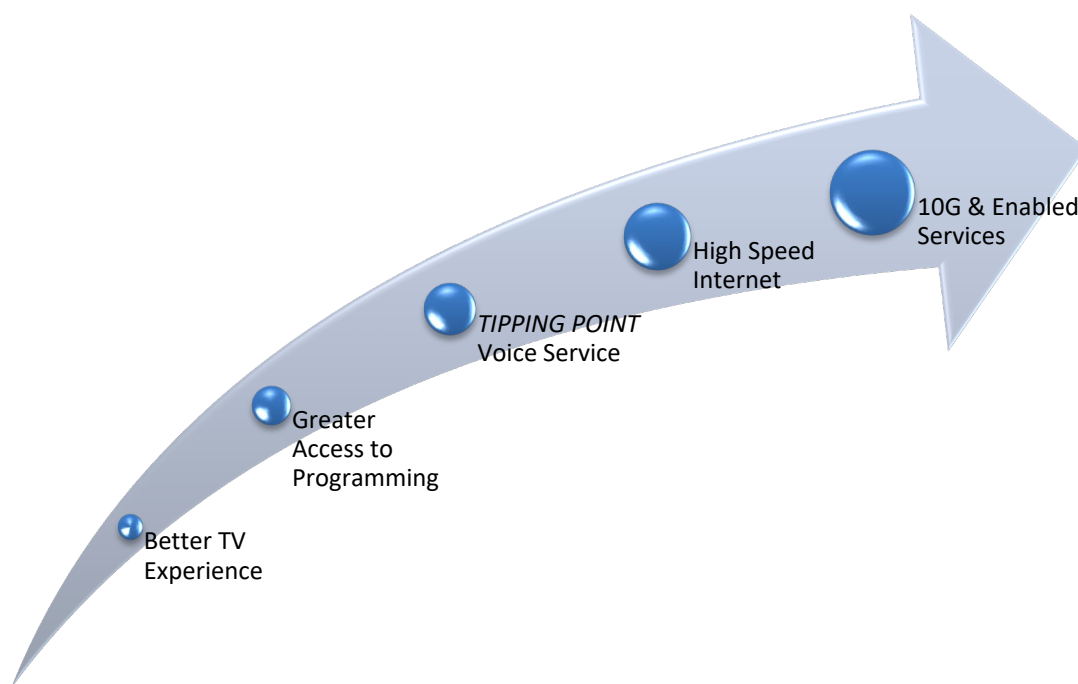 Better TV
Experience
Greater
Access to
Programming
TIPPING POINT
Voice Service
High Speed
Internet
10G & Enabled
Services